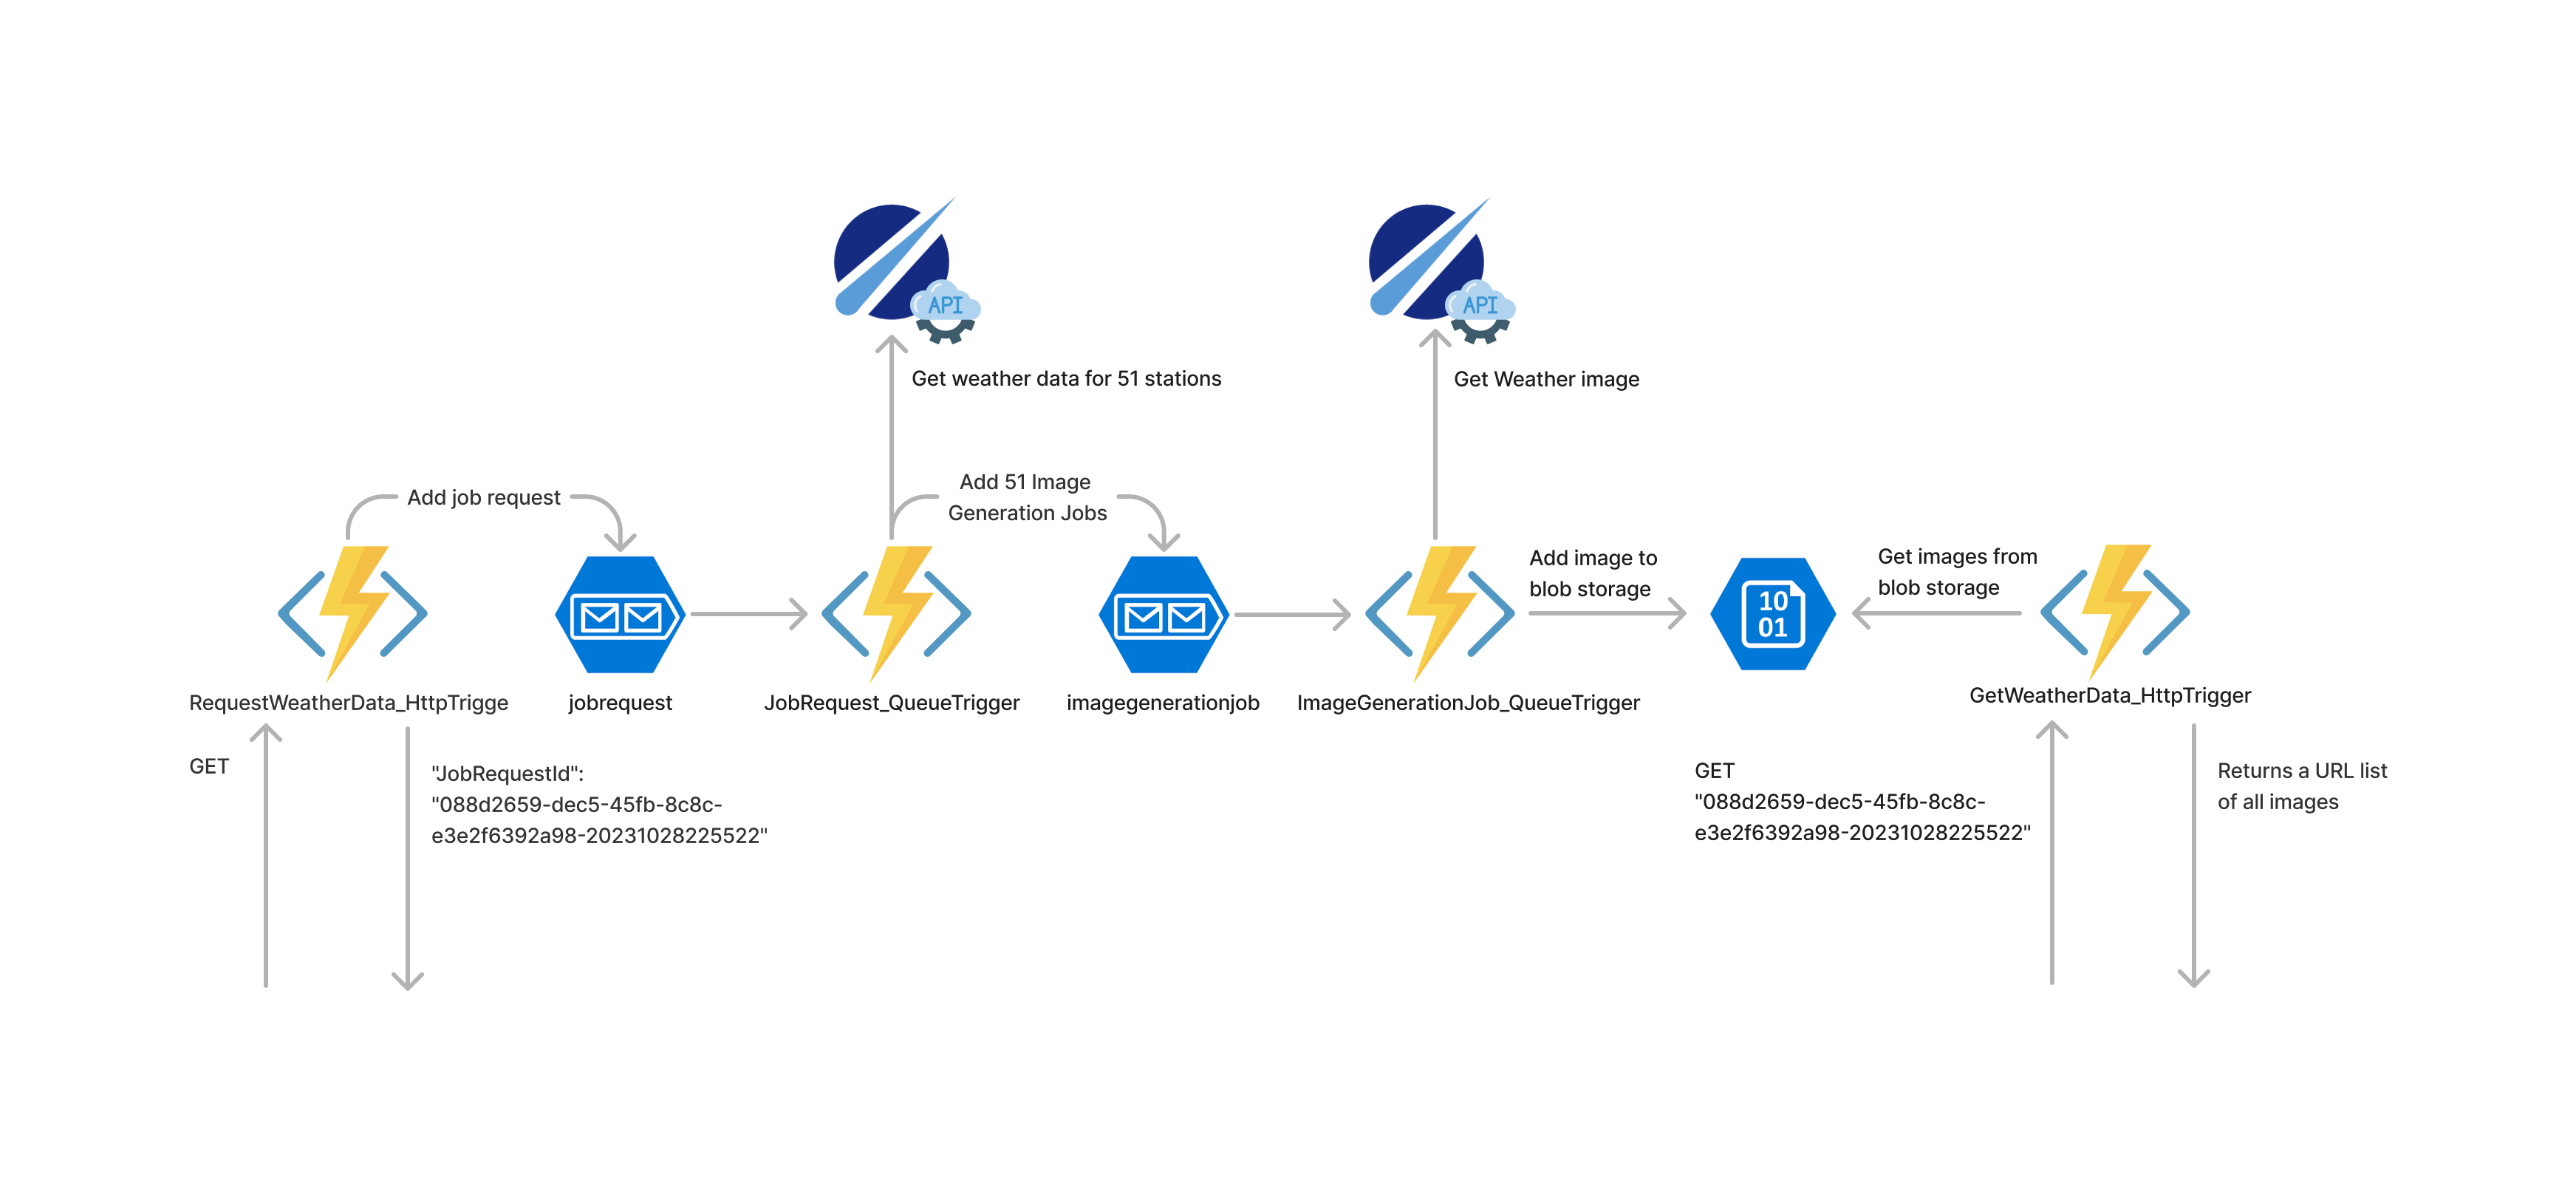 API
API
Get weather data for 51 stations
Get Weather image
Add job request
Add 51 Image
Generation Jobs
Add image to
blob storage
Get images from
blob storage
10
01
RequestWeatherData_HttpTrigge
jobrequest
JobRequest_QueueTrigger
imagegenerationjob
ImageGenerationJob_QueueTrigger
GetWeatherData_HttpTrigger
GET
"JobRequestId":
"088d2659-dec5-45fb-8c8c-
e3e2f6392a98-20231028225522"
GET
"088d2659-dec5-45fb-8c8c-
e3e2f6392a98-20231028225522"
Returns a URL list
of all images